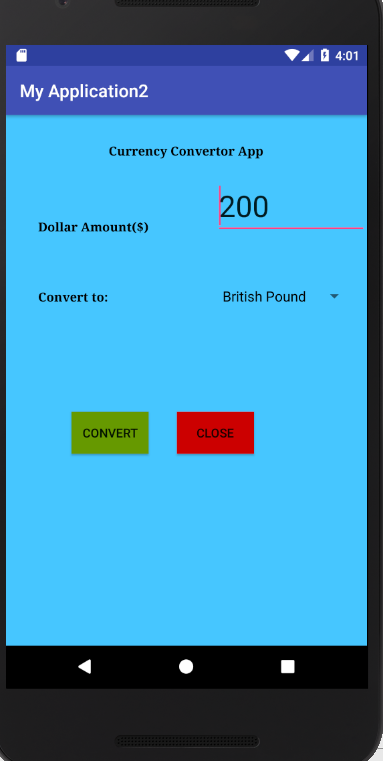 4:01
My Application2
Currency Convertor App
200
Dollar Amount($)
Convert to:
British Pound
CONVERT
CLOSE